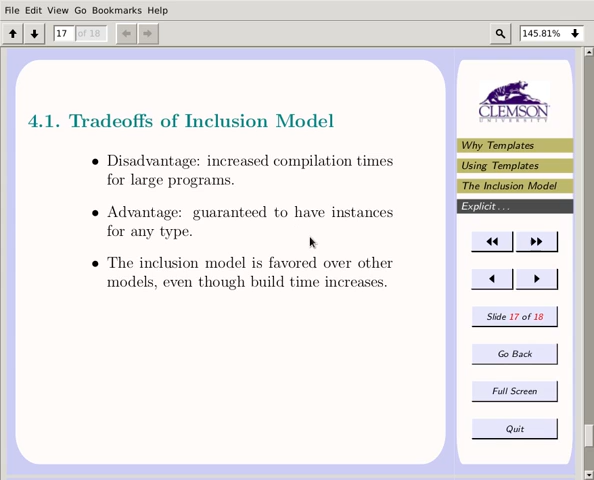 File Edit View Go Bookmarks Help
17 of 18
145.81%
4.1. Tradeoffs of Inclusion Model
• Disadvantage: increased compilation times
for large programs.
• Advantage: guaranteed to have instances
for any type.
• The inclusion model is favored over other
models, even though build time increases.
CLEMSON
UNIVERSITY
Why Templates
Using Templates
The Inclusion Model
Explicit . . .
Slide 17 of 18
Go Back
Full Screen
Quit